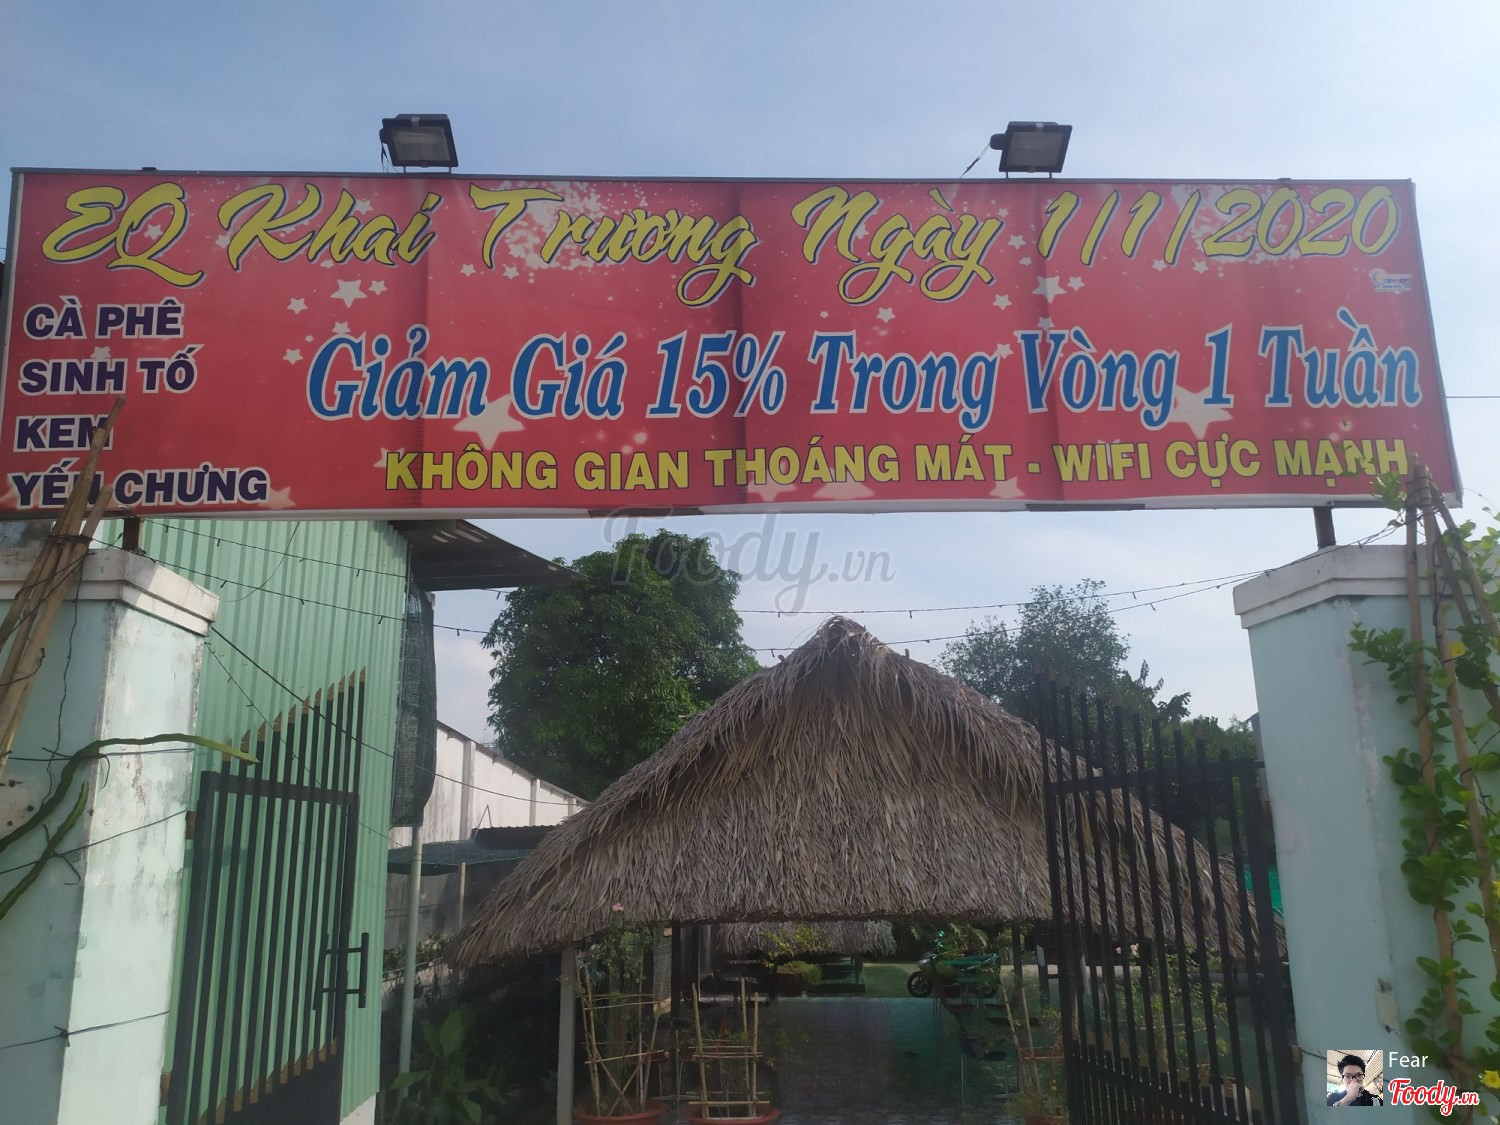 EQ Khai Trương Ngày 1/1/2020
CÀ PHÊ
SINH TỐ
KEM
YẾN CHƯNG
Giảm Giá 15% Trong Vòng 1 Tuần
KHÔNG GIAN THOÁNG MÁT - WIFI CỰC MẠNH
Foody.vn
Fear
Foody.vn